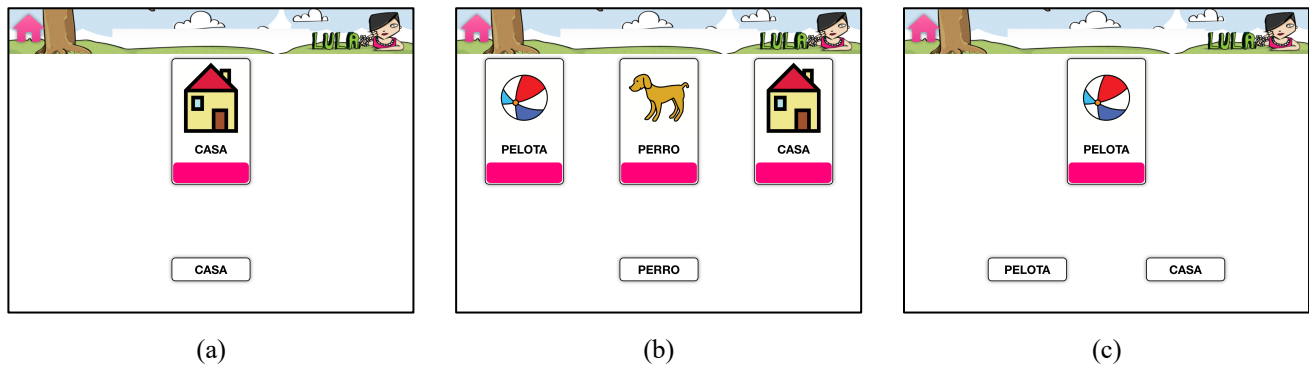 LULA
CASA
CASA
(a)
LULA
PELOTA PERRO CASA
PERRO
(b)
LULA
PELOTA
PELOTA CASA
(c)